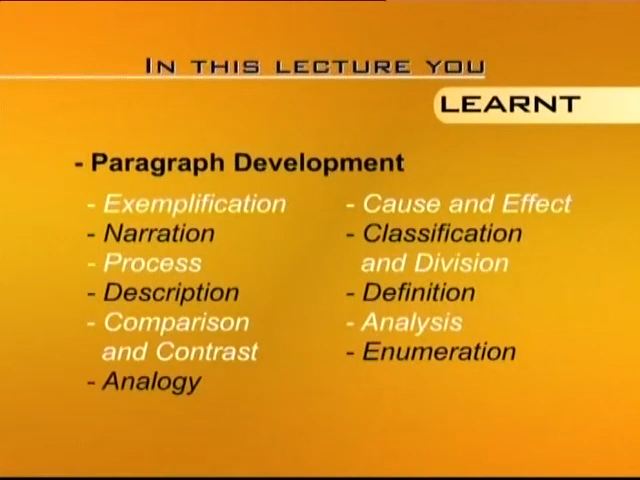 IN THIS LECTURE YOU
LEARNT
- Paragraph Development
- Exemplification
- Narration
- Process
- Description
- Comparison
and Contrast
- Analogy
- Cause and Effect
- Classification
and Division
- Definition
- Analysis
- Enumeration